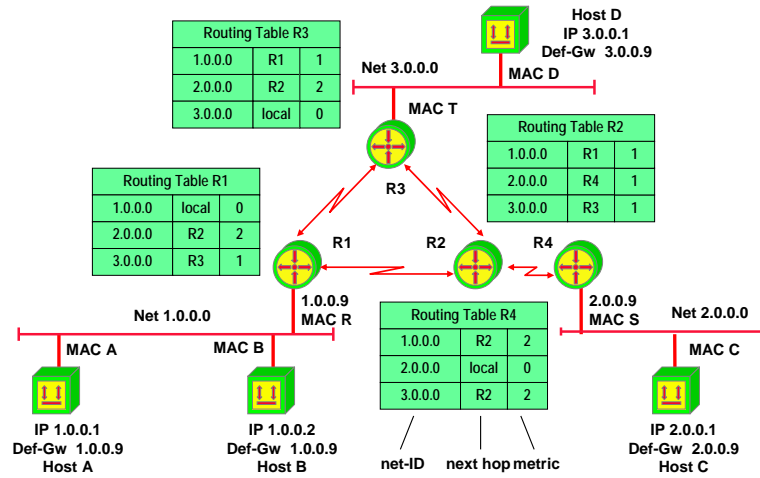 Host D
IP 3.0.0.1
Def-Gw 3.0.0.9
MAC D
Net 3.0.0.0
MAC T
Routing Table R3
1.0.0.0 R1 1
2.0.0.0 R2 2
3.0.0.0 local 0
R3
Routing Table R2
1.0.0.0 R1 1
2.0.0.0 R4 1
3.0.0.0 R3 1
Routing Table R1
1.0.0.0 local 0
2.0.0.0 R2 2
3.0.0.0 R3 1
R1
R2
R4
1.0.0.9
MAC R
2.0.0.9
MAC S
Net 1.0.0.0
Net 2.0.0.0
MAC A
MAC B
MAC C
Routing Table R4
1.0.0.0 R2 2
2.0.0.0 local 0
3.0.0.0 R2 2
net-ID
next hop
metric
IP 1.0.0.1
Def-Gw 1.0.0.9
Host A
IP 1.0.0.2
Def-Gw 1.0.0.9
Host B
IP 2.0.0.1
Def-Gw 2.0.0.9
Host C